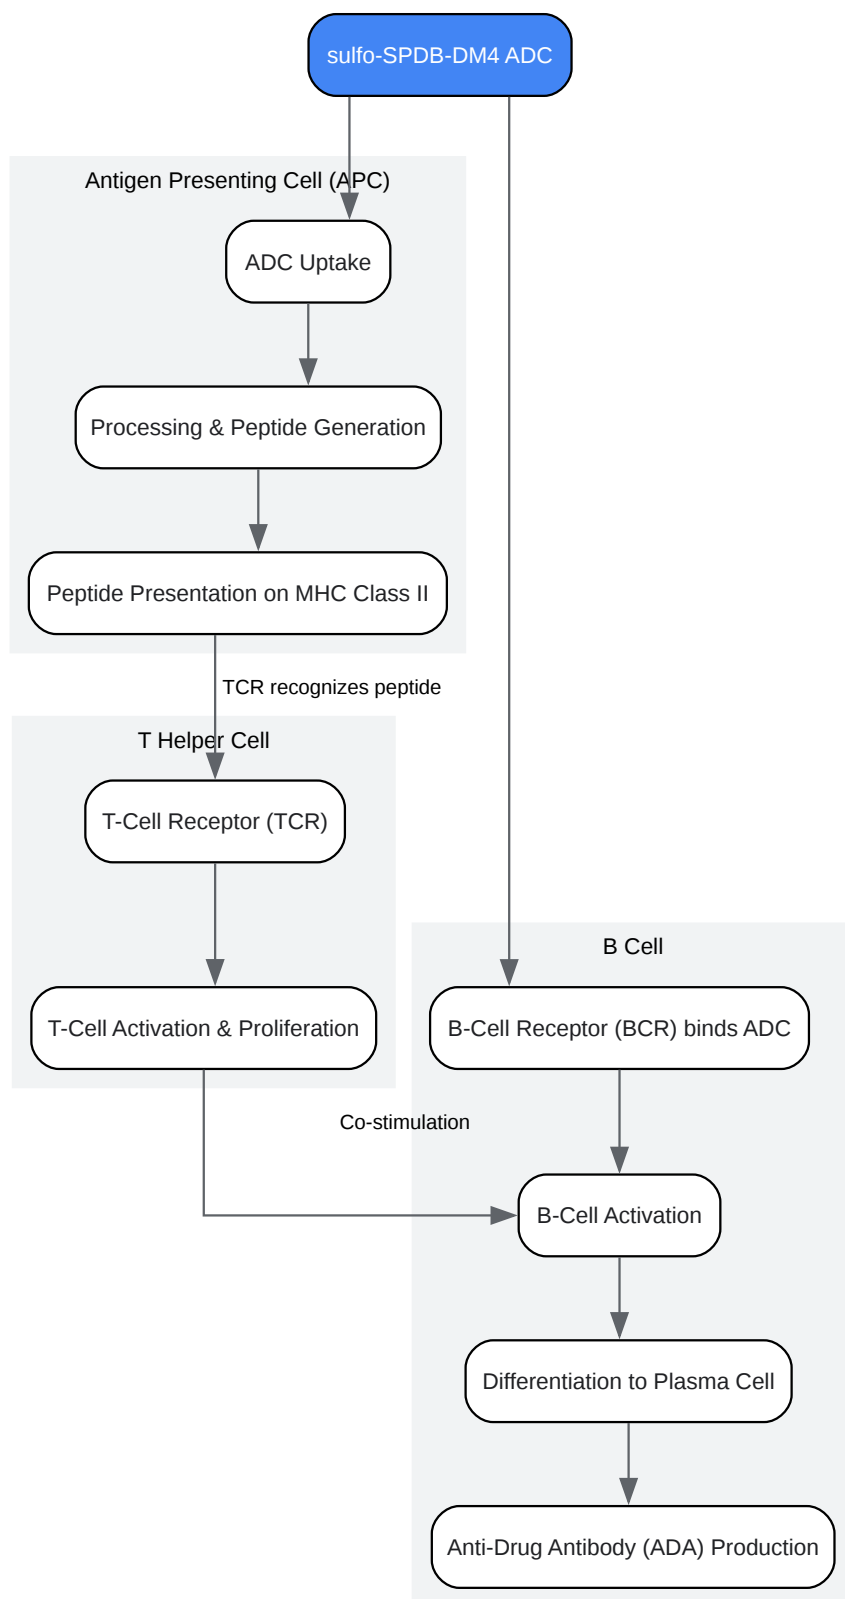 sulfo-SPDB-DM4 ADC
Antigen Presenting Cell (APC)
ADC Uptake
Processing & Peptide Generation
Peptide Presentation on MHC Class II
TCR recognizes peptide
T Helper Cell
T-Cell Receptor (TCR)
T-Cell Activation & Proliferation
B Cell
B-Cell Receptor (BCR) binds ADC
Co-stimulation
B-Cell Activation
Differentiation to Plasma Cell
Anti-Drug Antibody (ADA) Production